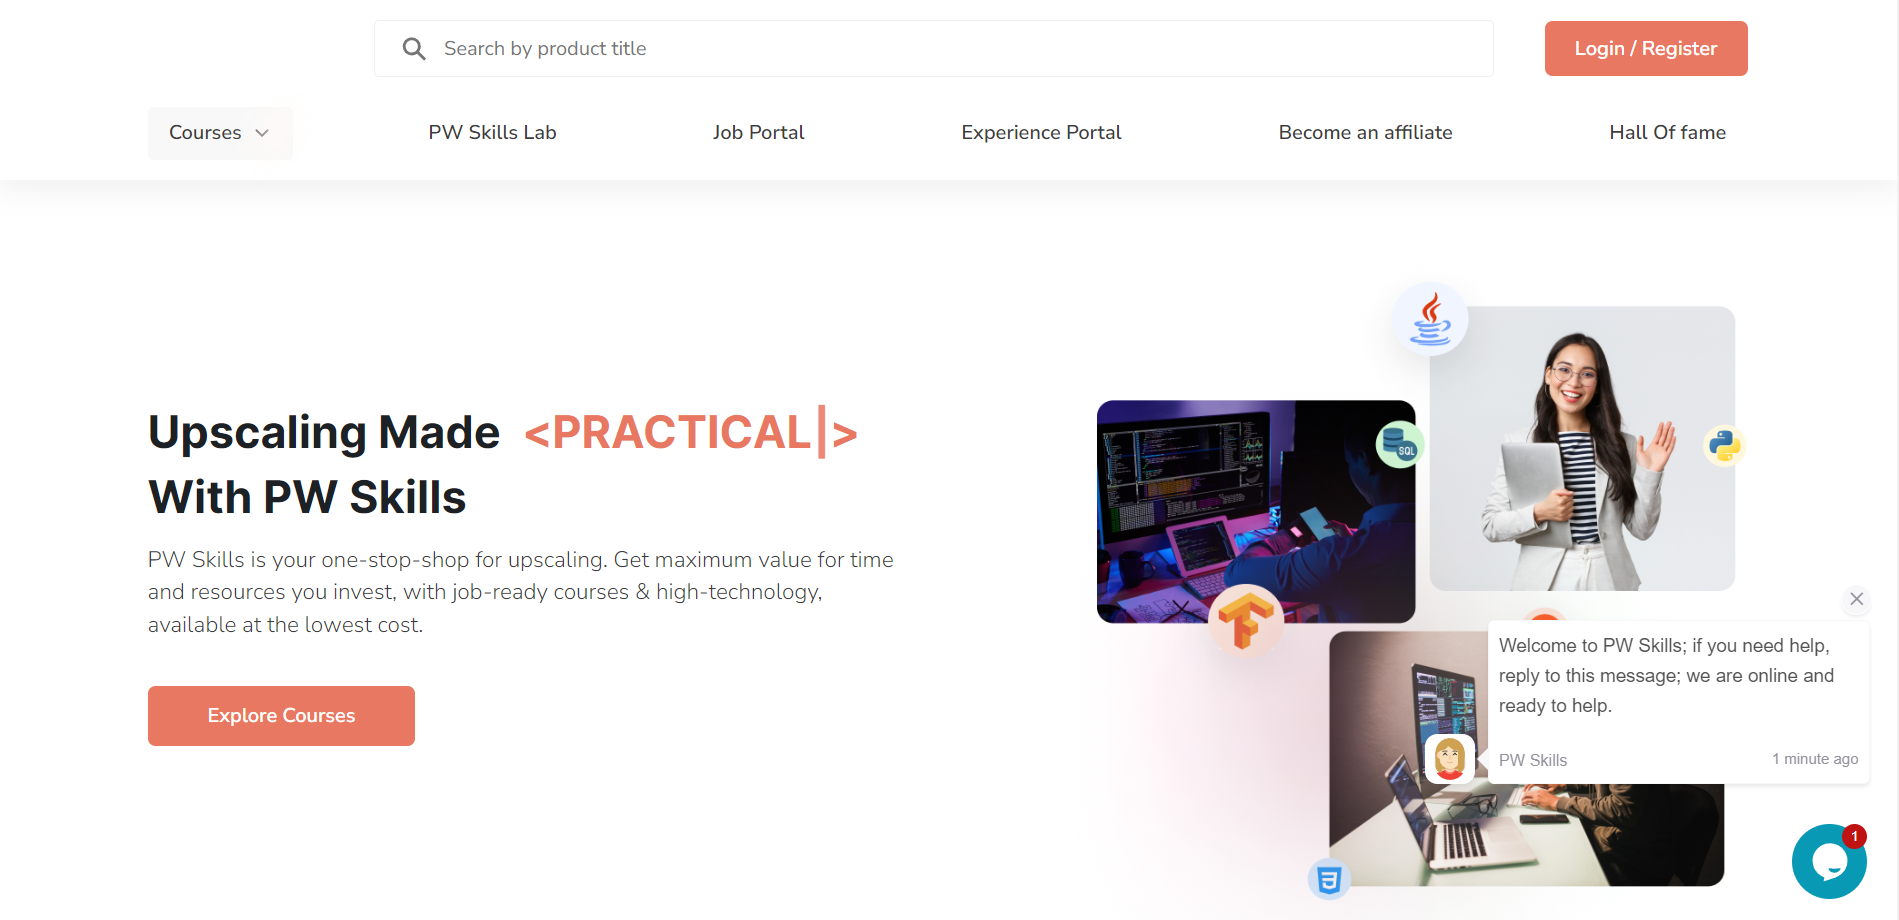 Search by product title
Login / Register
Courses
PW Skills Lab
Job Portal
Experience Portal
Become an affiliate
Hall Of fame
Upscaling Made <PRACTICAL|>
With PW Skills
PW Skills is your one-stop-shop for upscaling. Get maximum value for time
and resources you invest, with job-ready courses & high-technology,
available at the lowest cost.
Explore Courses
SQL
Welcome to PW Skills; if you need help,
reply to this message; we are online and
ready to help.
PW Skills
1 minute ago
1